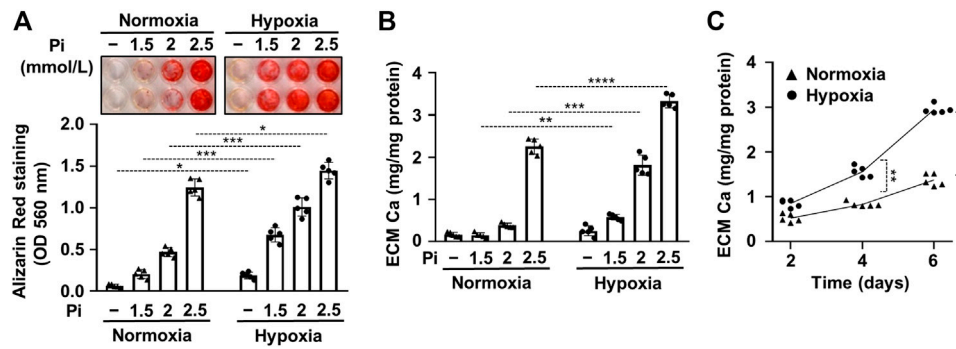 A
Normoxia Hypoxia
Pi – 1.5 2 2.5 – 1.5 2 2.5
(mmol/L)
Alizarin Red staining
(OD 560 nm)
2.0
1.5
1.0
0.5
0.0
* *** *** *
Pi – 1.5 2 2.5 – 1.5 2 2.5
Normoxia Hypoxia
B
ECM Ca (mg/mg protein)
4
3
2
1
0
** *** ****
Pi – 1.5 2 2.5 – 1.5 2 2.5
Normoxia Hypoxia
C
▲ Normoxia
● Hypoxia
ECM Ca (mg/mg protein)
4
3
2
1
0
**
2 4 6
Time (days)